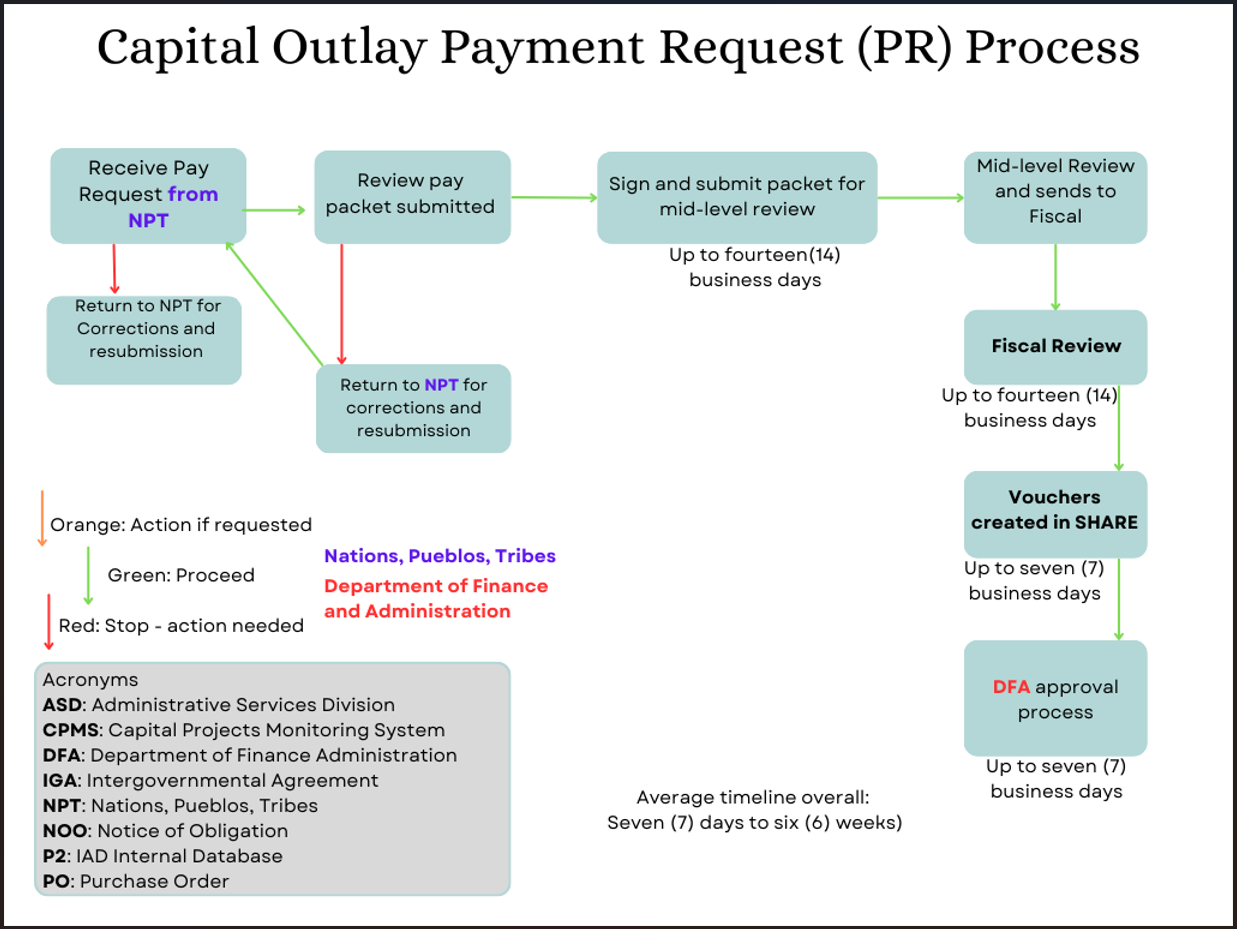 Capital Outlay Payment Request (PR) Process
Receive Pay
Request from
NPT
Review pay
packet submitted
Sign and submit packet for
mid-level review
Up to fourteen(14)
business days
Mid-level Review
and sends to
Fiscal
Return to NPT for
Corrections and
resubmission
Return to NPT for
corrections and
resubmission
Fiscal Review
Up to fourteen (14)
business days
Vouchers
created in SHARE
Up to seven (7)
business days
DFA approval
process
Up to seven (7)
business days
Orange: Action if requested
Green: Proceed
Red: Stop - action needed
Nations, Pueblos, Tribes
Department of Finance
and Administration
Acronyms
ASD: Administrative Services Division
CPMS: Capital Projects Monitoring System
DFA: Department of Finance Administration
IGA: Intergovernmental Agreement
NPT: Nations, Pueblos, Tribes
NOO: Notice of Obligation
P2: IAD Internal Database
PO: Purchase Order
Average timeline overall:
Seven (7) days to six (6) weeks)